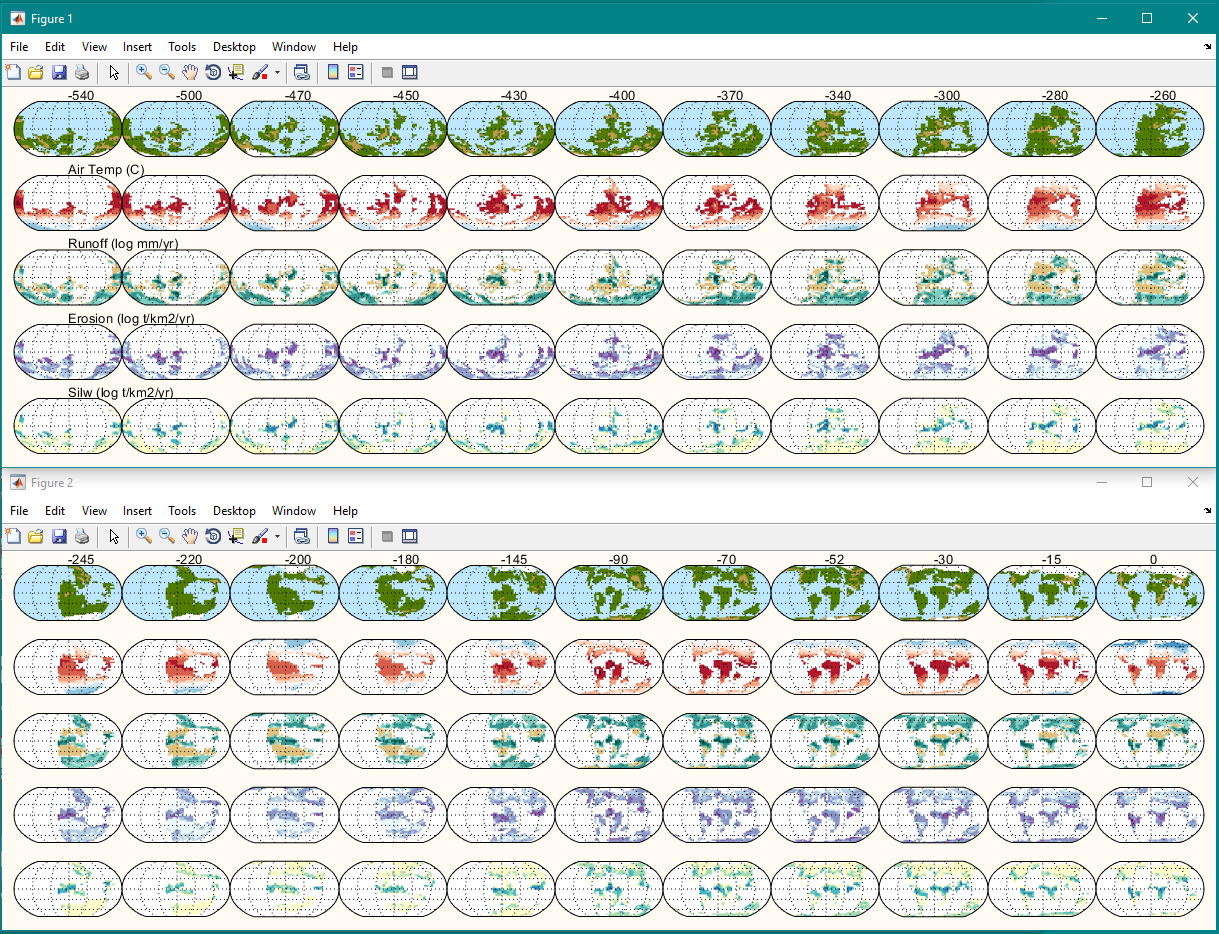 Figure 1
File Edit View Insert Tools Desktop Window Help
-540 -500 -470 -450 -430 -400 -370 -340 -300 -280 -260
Air Temp (C)
Runoff (log mm/yr)
Erosion (log t/km2/yr)
Silw (log t/km2/yr)
Figure 2
File Edit View Insert Tools Desktop Window Help
-245 -220 -200 -180 -145 -90 -70 -52 -30 -15 0